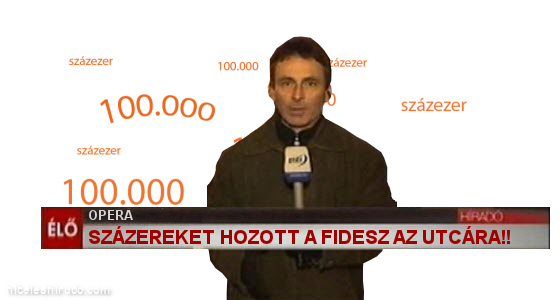 százezer
100.000
százezer
100.000
százezer
százezer
100.000
ÉLŐ
OPERA
HÍRADÓ
SZÁZEREKET HOZOTT A FIDESZ AZ UTCÁRA!!